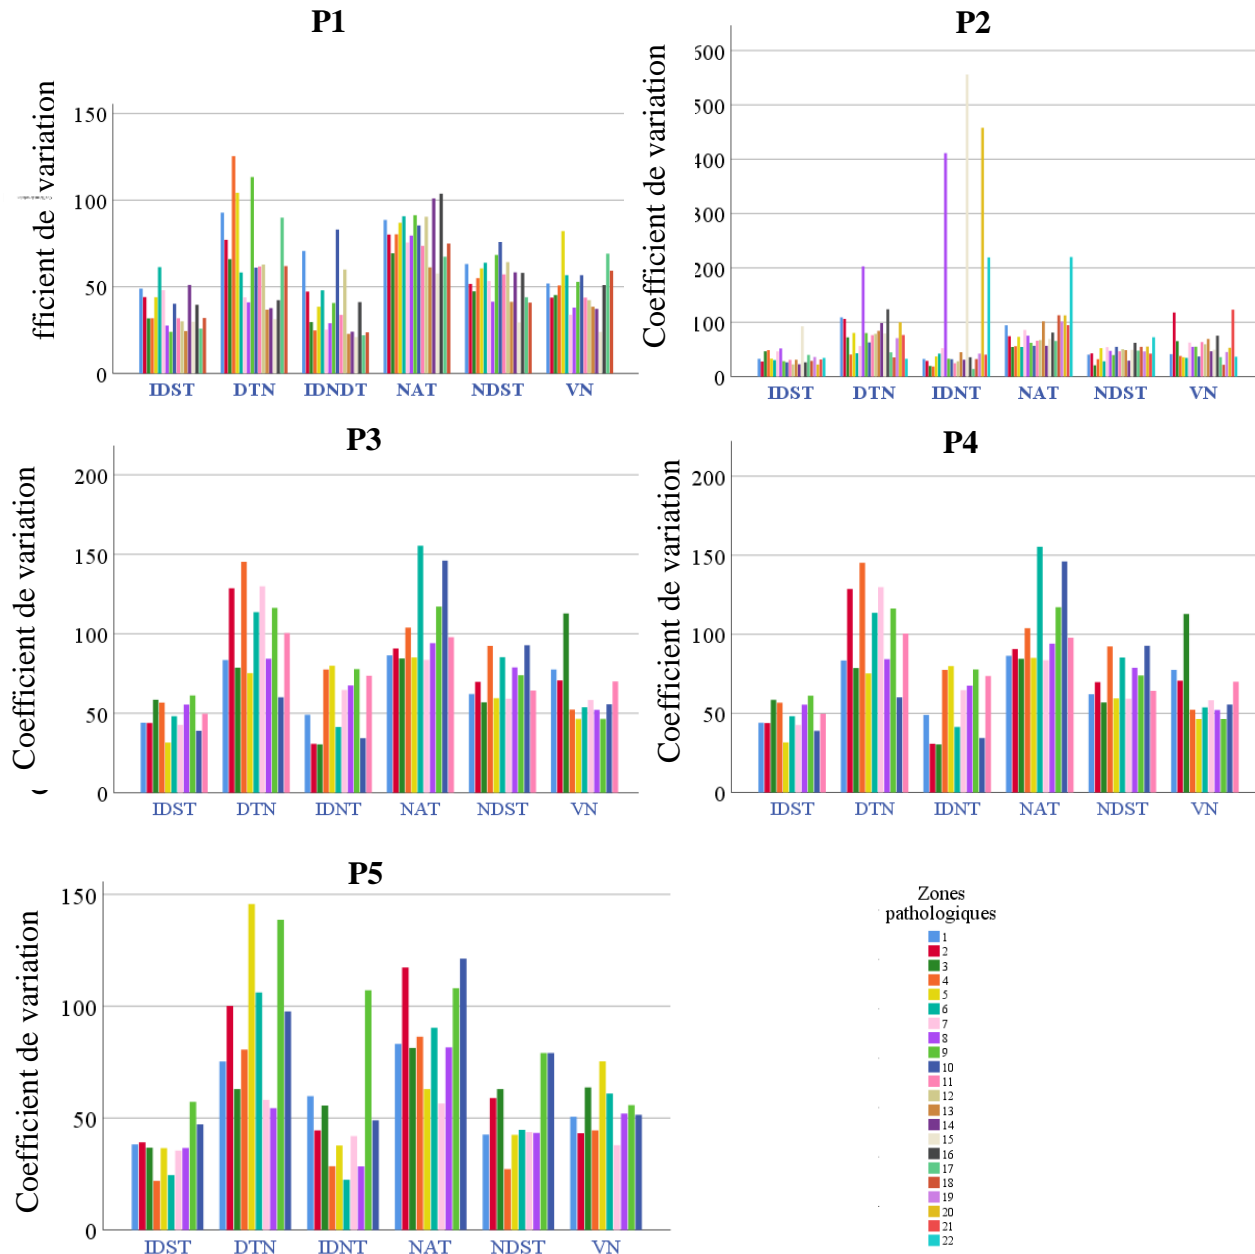 P1
fficient de variation
150
100
50
0
IDST DTN IDNDT NAT NDST VN
P2
Coefficient de variation
500
400
300
200
100
0
IDST DTN IDNT NAT NDST VN
P3
Coefficient de variation
200
150
100
50
0
IDST DTN IDNT NAT NDST VN
P4
Coefficient de variation
200
150
100
50
0
IDST DTN IDNT NAT NDST VN
P5
Coefficient de variation
150
100
50
0
IDST DTN IDNT NAT NDST VN
Zones
pathologiques
1
2
3
4
5
6
7
8
9
10
11
12
13
14
15
16
17
18
19
20
21
22